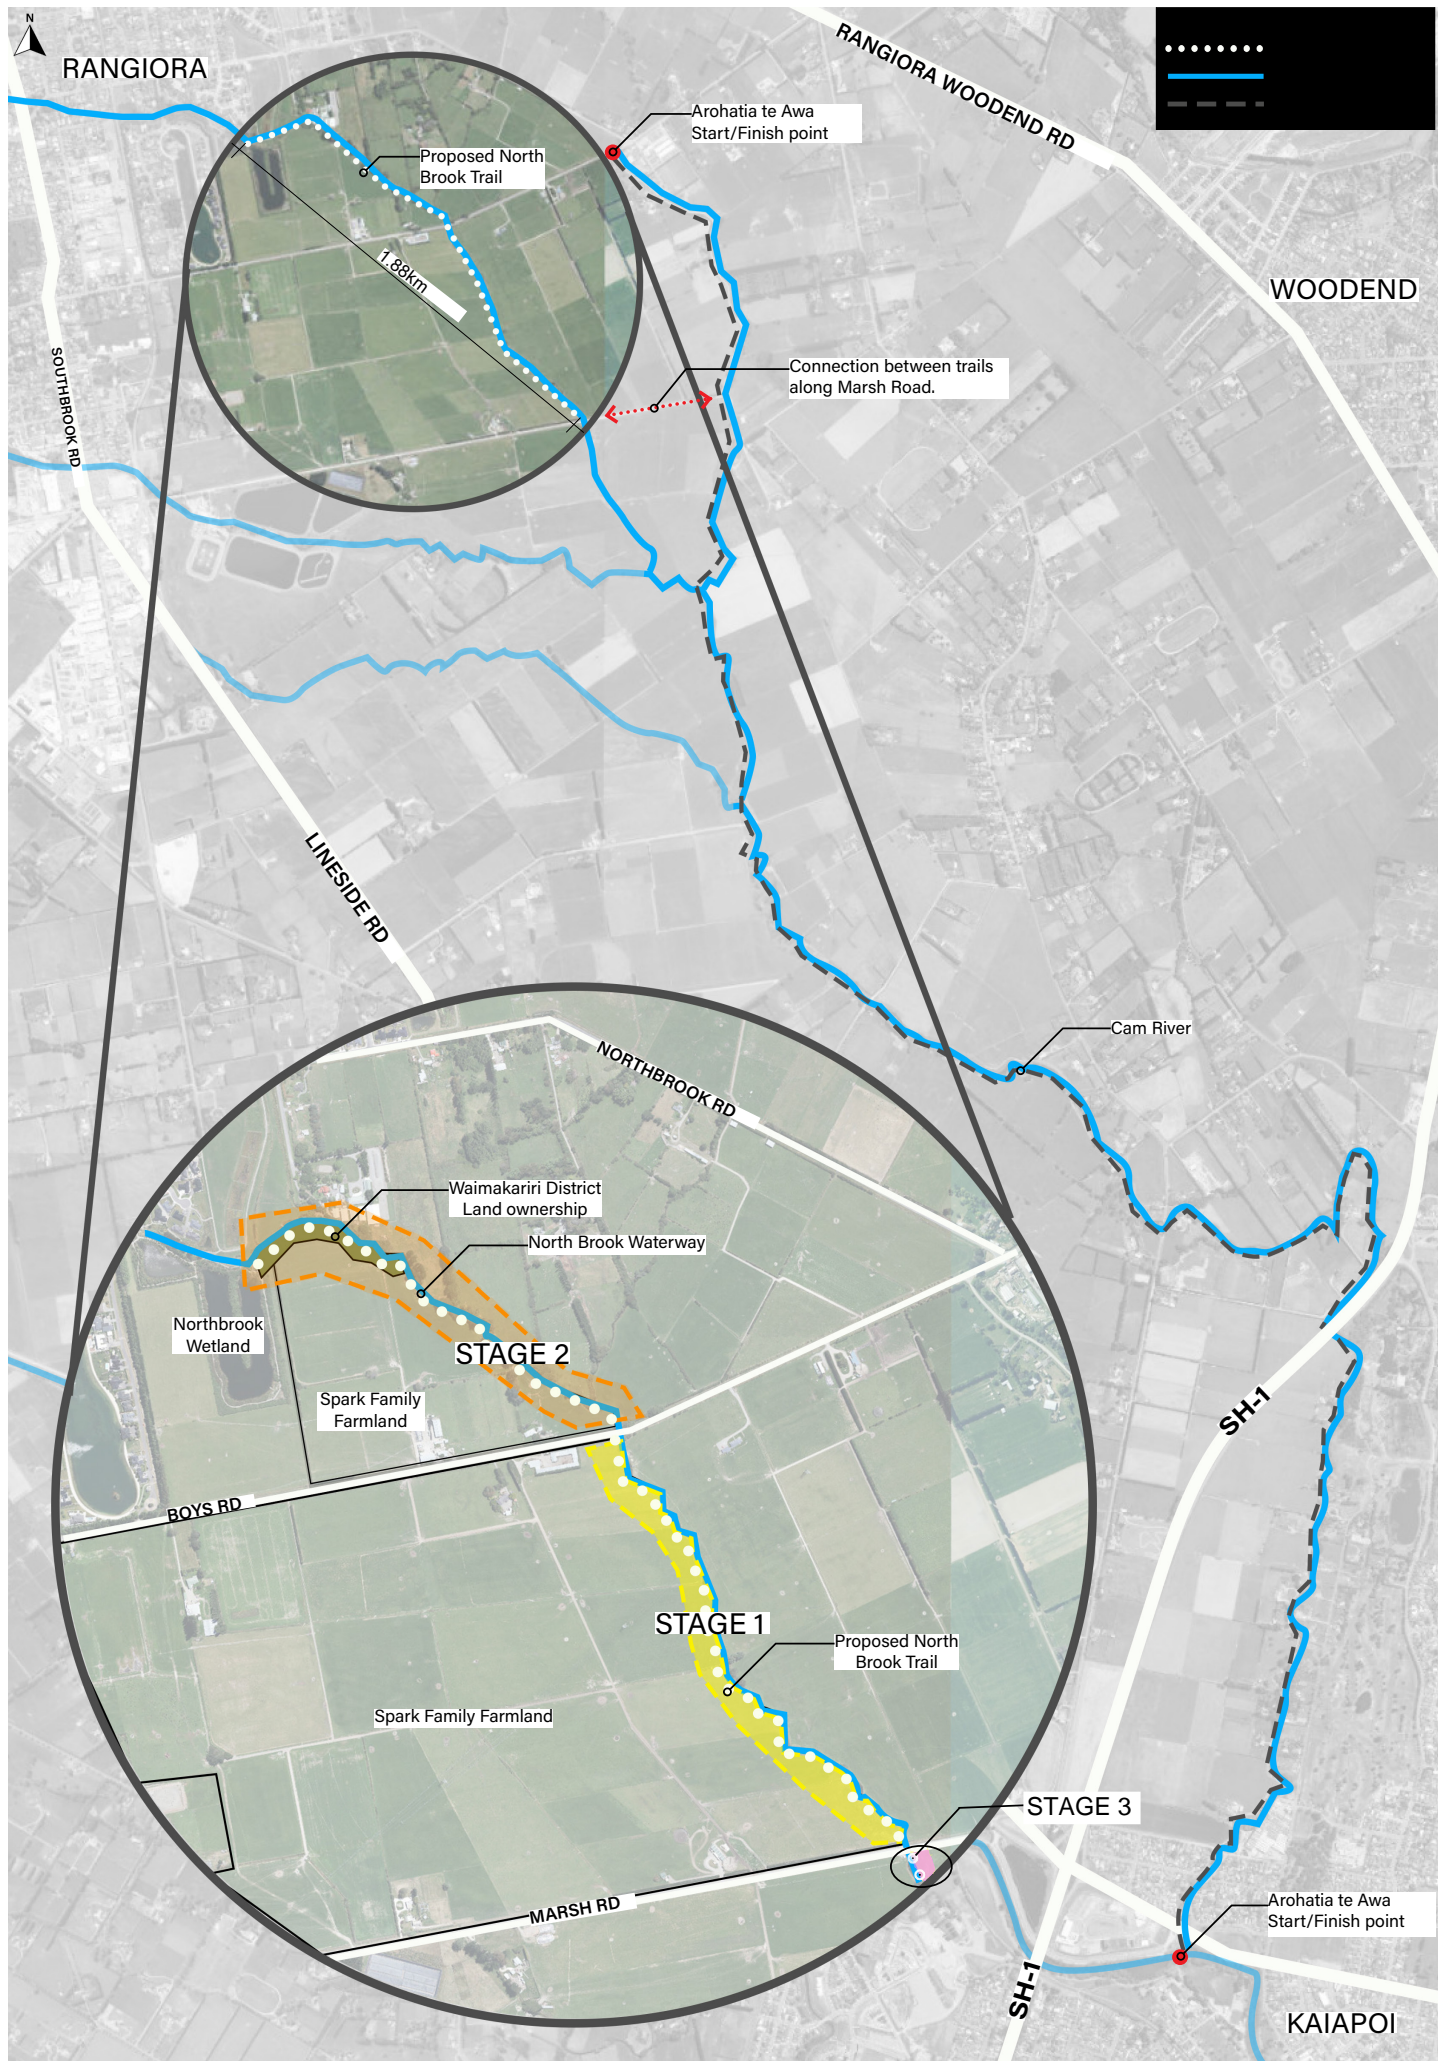 N
RANGIORA
RANGIORA WOODEND RD
Arohatia te Awa
Start/Finish point
Proposed North
Brook Trail
1.88km
WOODEND
SOUTHBROOK RD
Connection between trails
along Marsh Road.
LINESIDE RD
Cam River
NORTHBROOK RD
Waimakariri District
Land ownership
North Brook Waterway
Northbrook
Wetland
STAGE 2
Spark Family
Farmland
SH-1
BOYS RD
STAGE 1
Proposed North
Brook Trail
Spark Family Farmland
STAGE 3
MARSH RD
Arohatia te Awa
Start/Finish point
SH-1
KAIAPOI